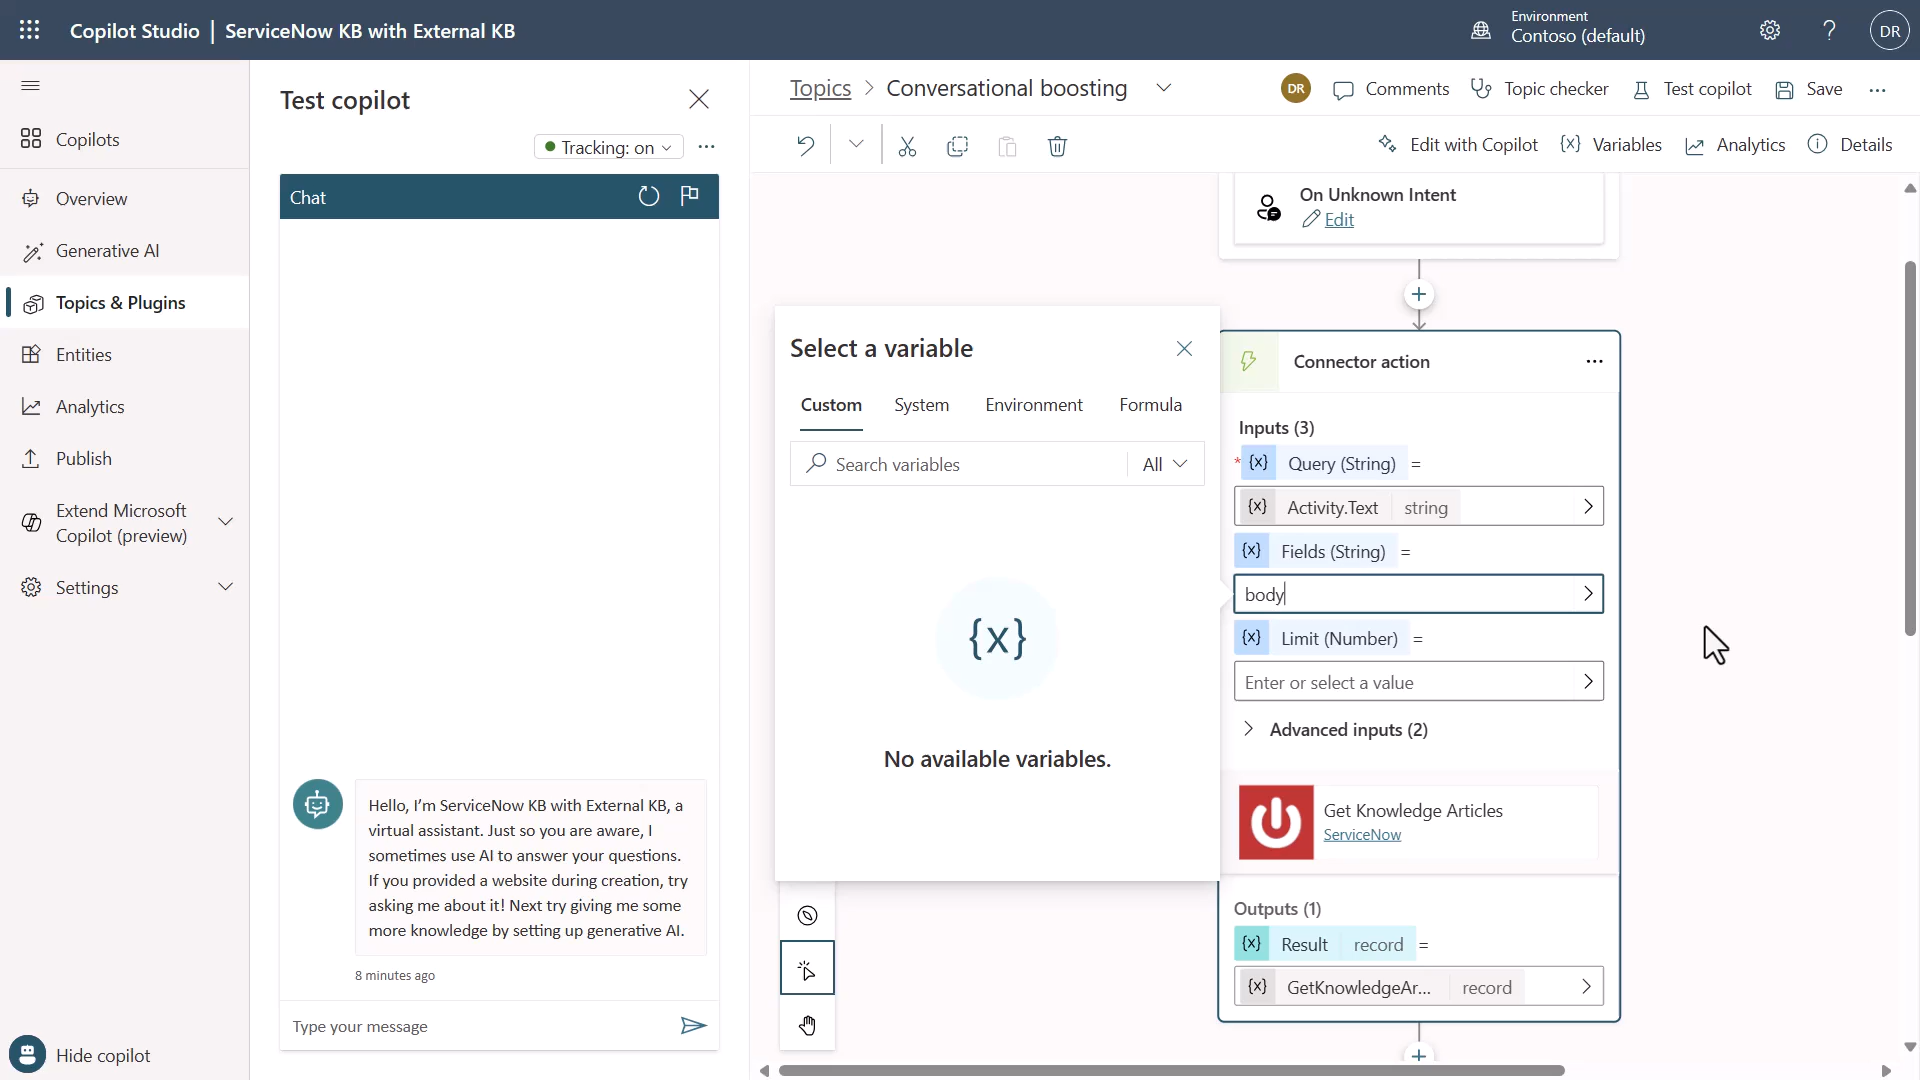 Copilot Studio | ServiceNow KB with External KB
Environment
Contoso (default)
DR
Copilots
Overview
Generative AI
Topics & Plugins
Entities
Analytics
Publish
Extend Microsoft
Copilot (preview)
Settings
Hide copilot
Test copilot
Tracking: on
Chat
Hello, I'm ServiceNow KB with External KB, a
virtual assistant. Just so you are aware, I
sometimes use AI to answer your questions.
If you provided a website during creation, try
asking me about it! Next try giving me some
more knowledge by setting up generative AI.
8 minutes ago
Type your message
Topics > Conversational boosting
DR
Comments
Topic checker
Test copilot
Save
Edit with Copilot
{x} Variables
Analytics
Details
On Unknown Intent
Edit
Select a variable
Custom
System
Environment
Formula
Search variables
All
{x}
No available variables.
Connector action
Inputs (3)
* {x} Query (String) =
{x} Activity.Text string
{x} Fields (String) =
body
{x} Limit (Number) =
Enter or select a value
Advanced inputs (2)
Get Knowledge Articles
ServiceNow
Outputs (1)
{x} Result record =
{x} GetKnowledgeAr... record